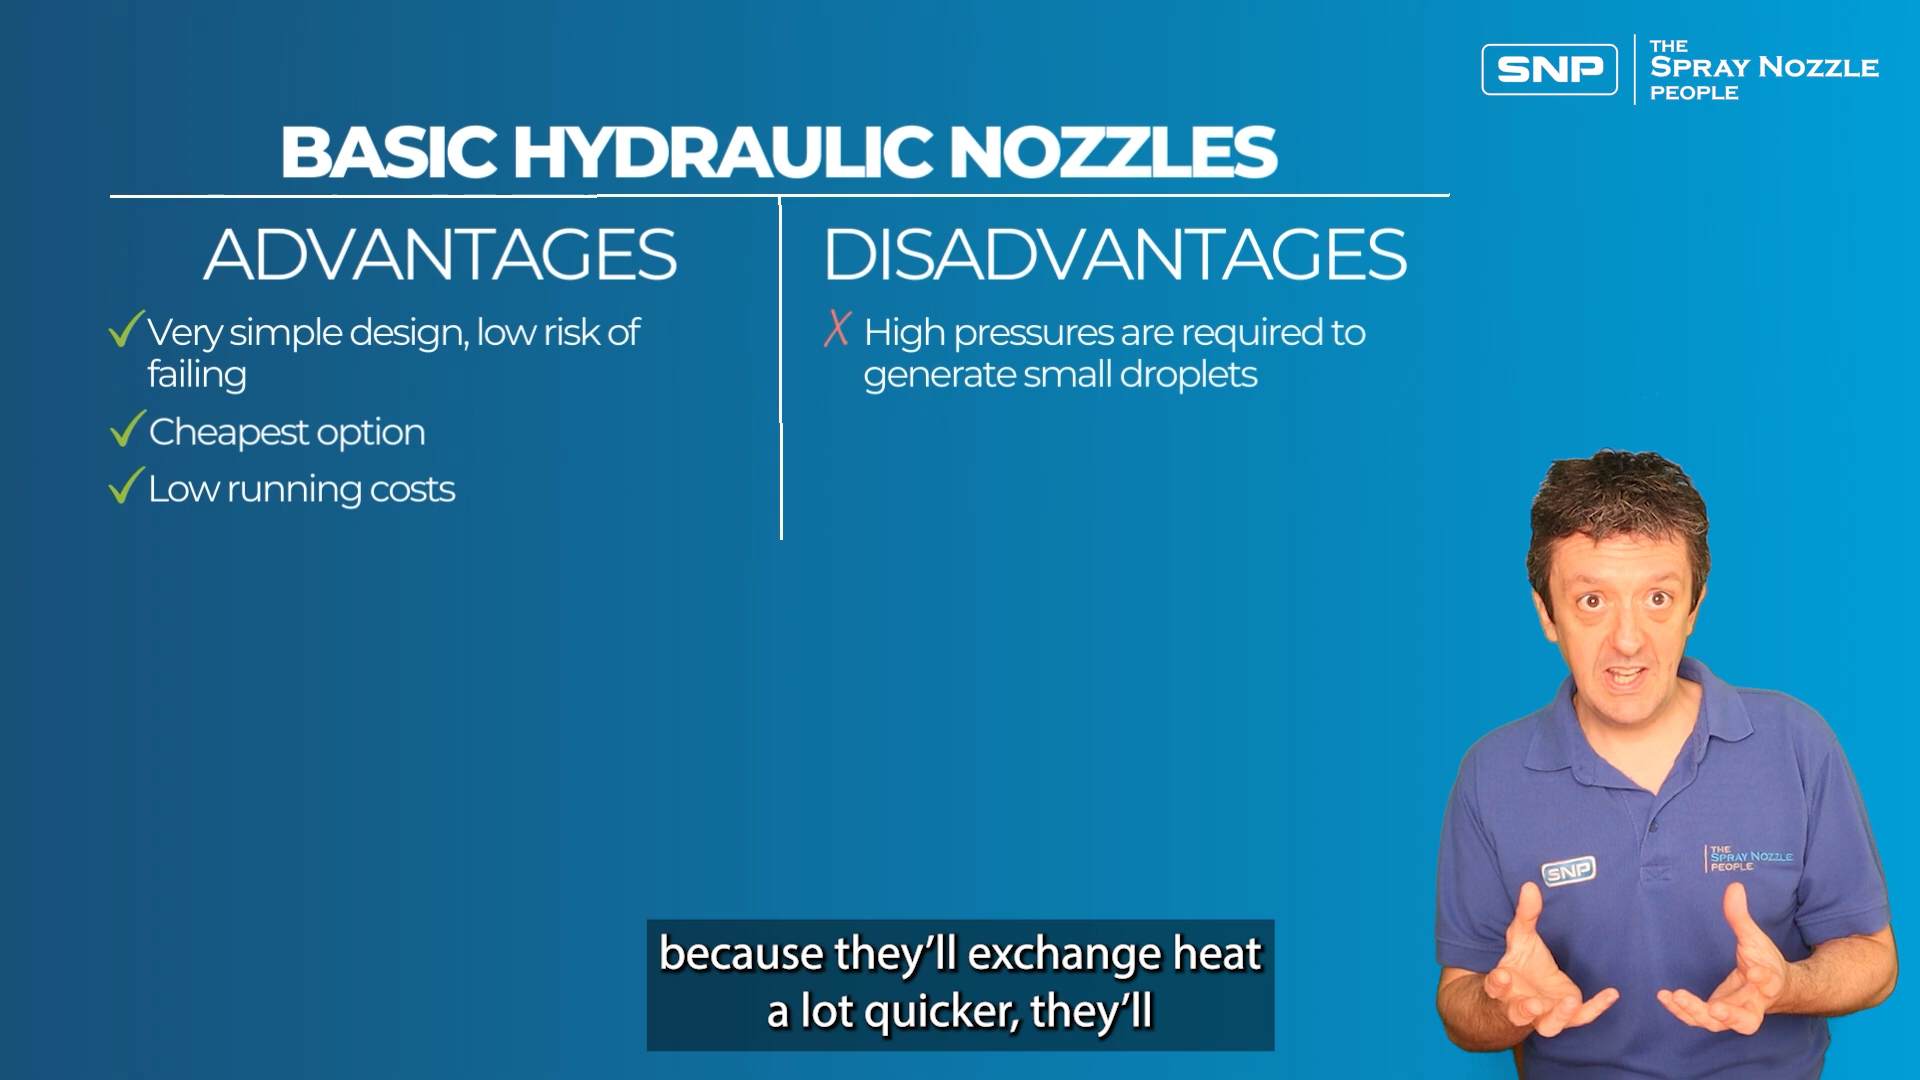 SNP
THE
SPRAY NOZZLE
PEOPLE
BASIC HYDRAULIC NOZZLES
ADVANTAGES
Very simple design, low risk of
failing
Cheapest option
Low running costs
DISADVANTAGES
High pressures are required to
generate small droplets
SNP
THE
SPRAY NOZZLE
PEOPLE
because they’ll exchange heat
a lot quicker, they’ll